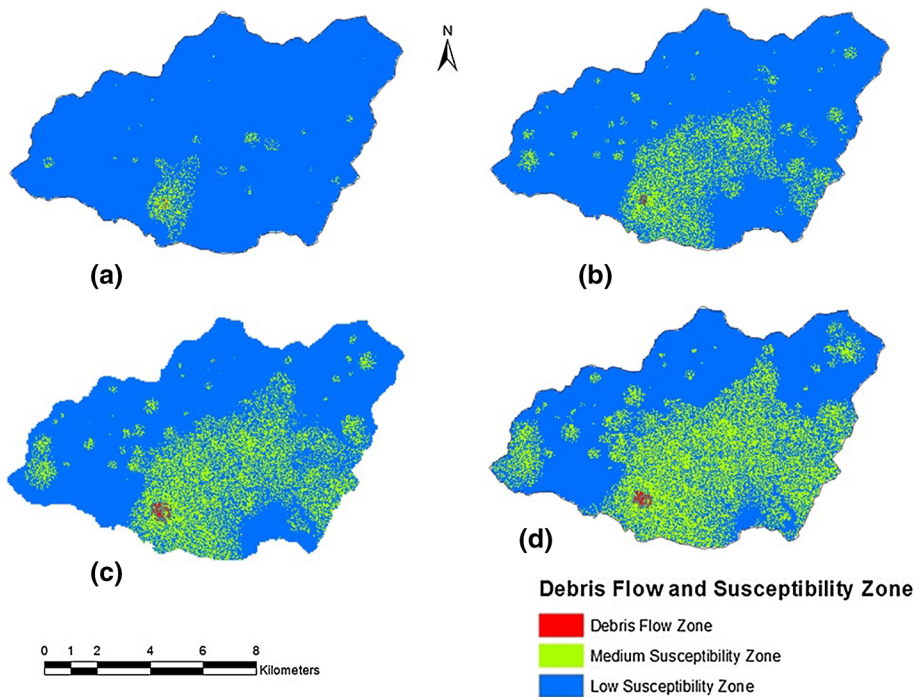 N
(a)
(b)
(c)
(d)
Debris Flow and Susceptibility Zone
Debris Flow Zone
Medium Susceptibility Zone
Low Susceptibility Zone
0 1 2 4 6 8
Kilometers